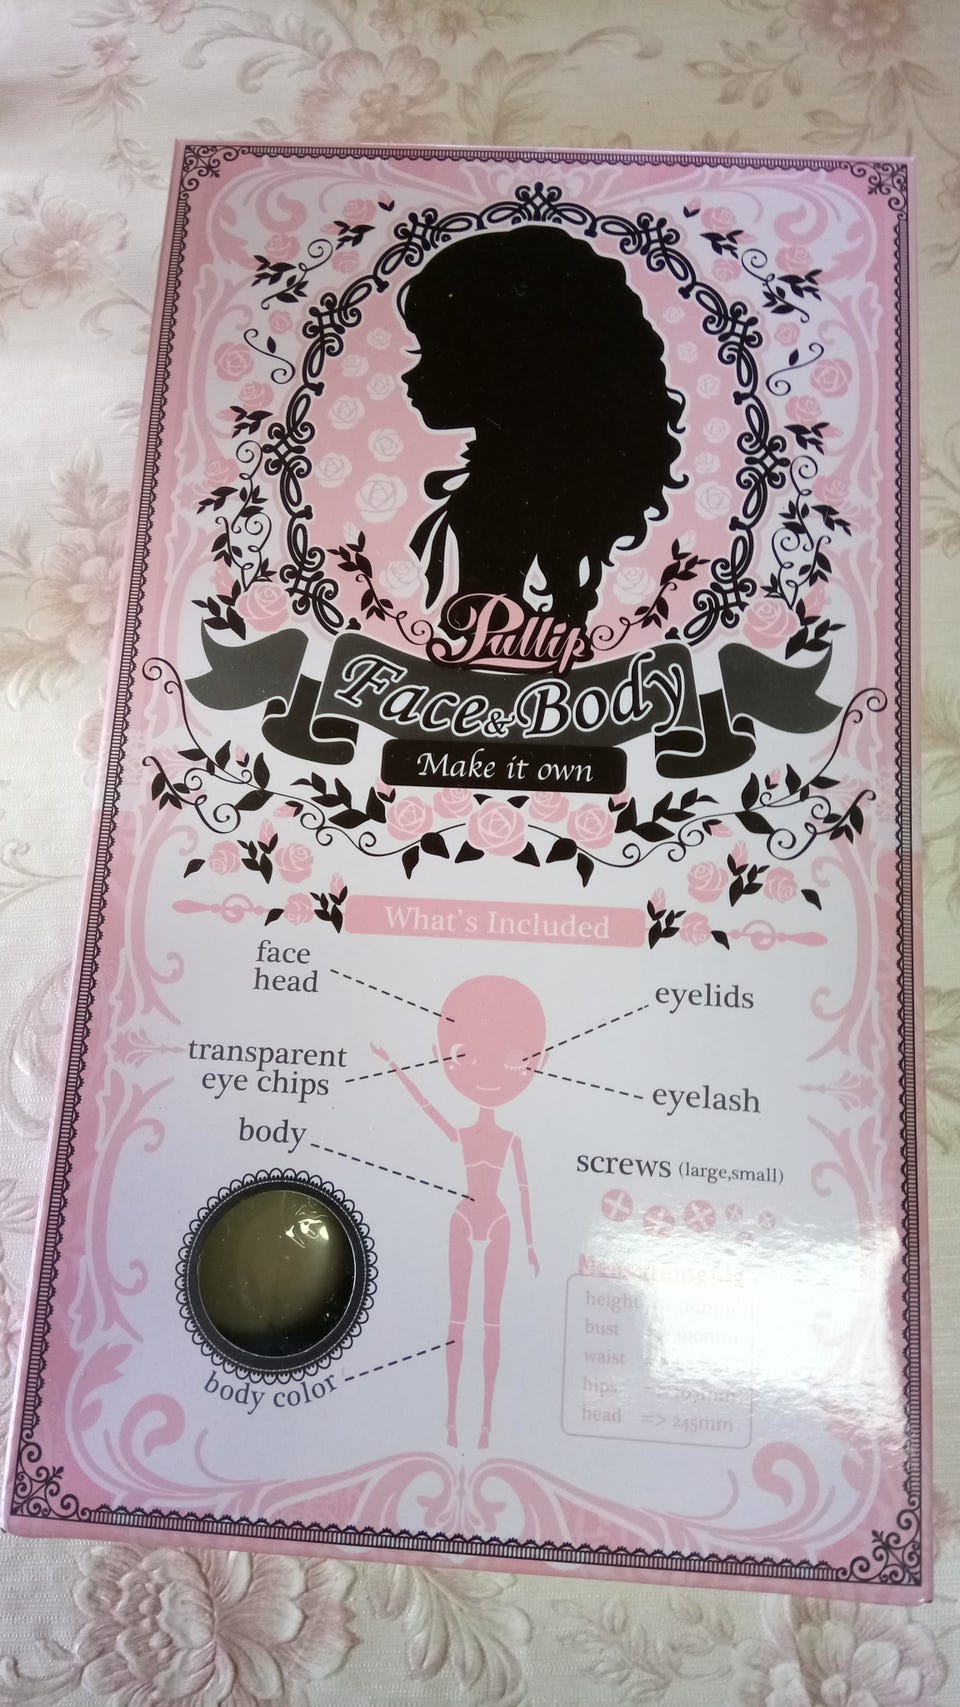 Pullip
Face & Body
Make it own
What's Included
face
head
eyelids
transparent
eye chips
eyelash
body
screws (large,small)
height
bust
waist
hips
head => 245mm
body color